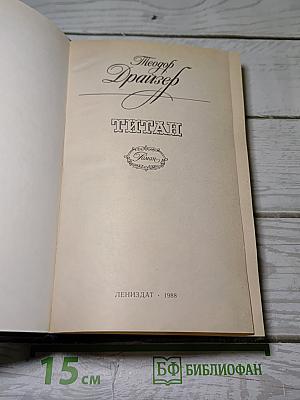 Теодор
Драйзер
ТИТАН
Роман
ЛЕНИЗДАТ · 1988
15 см
БФ БИБЛИОФАН